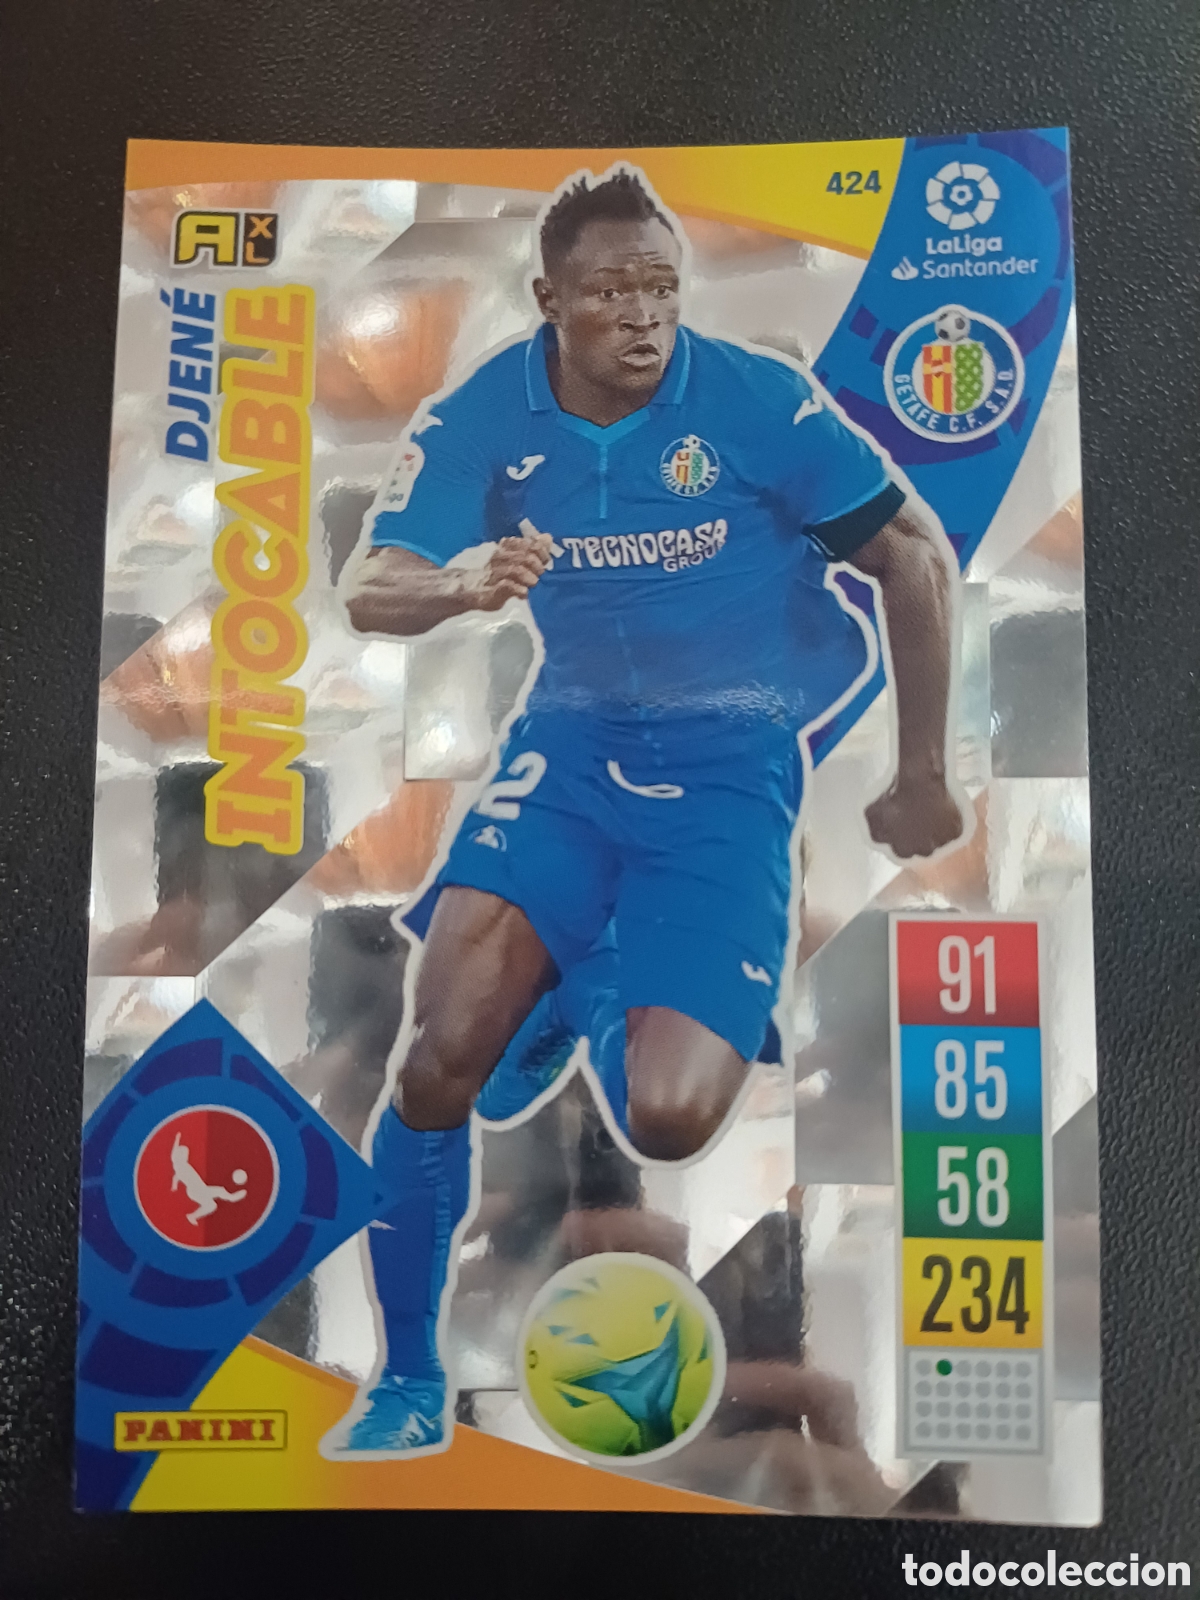 424
LaLiga
Santander
GETAFE C.F. S.A.D.
A XL
DJENÉ
INTOCABLE
TECNOCASA
GROUP
2
91
85
58
234
PANINI
todocoleccion